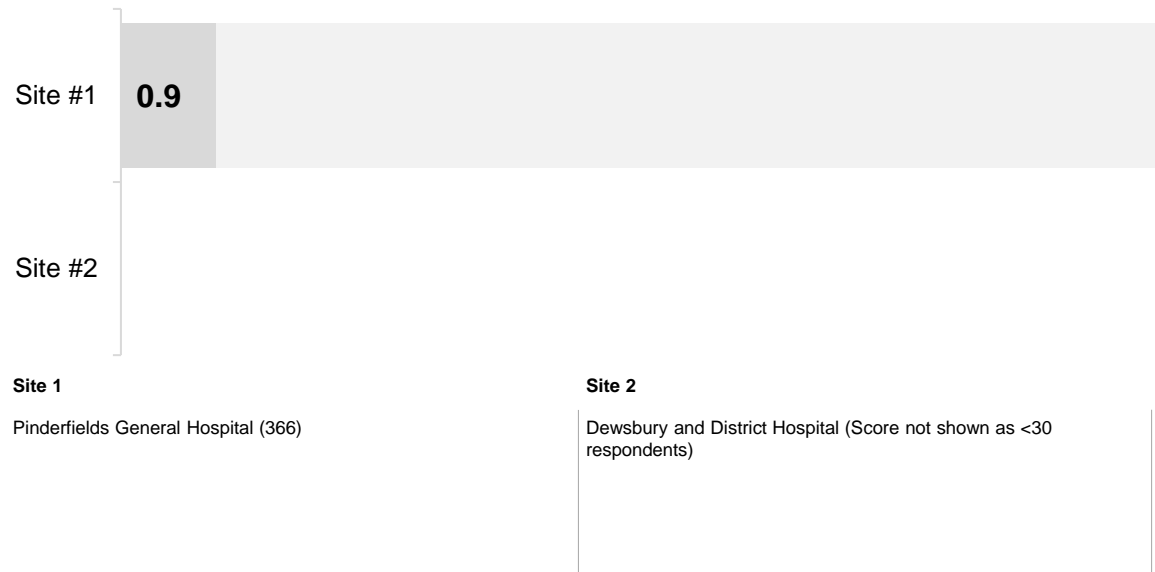 Site #1
0.9
Site #2
Site 1
Pinderfields General Hospital (366)
Site 2
Dewsbury and District Hospital (Score not shown as <30
respondents)